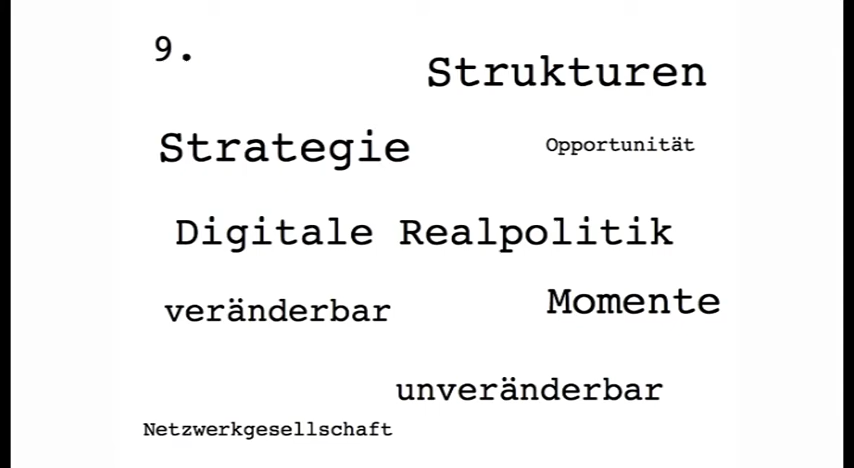 9.
Strukturen
Strategie
Opportunität
Digitale Realpolitik
veränderbar
Momente
unveränderbar
Netzwerkgesellschaft